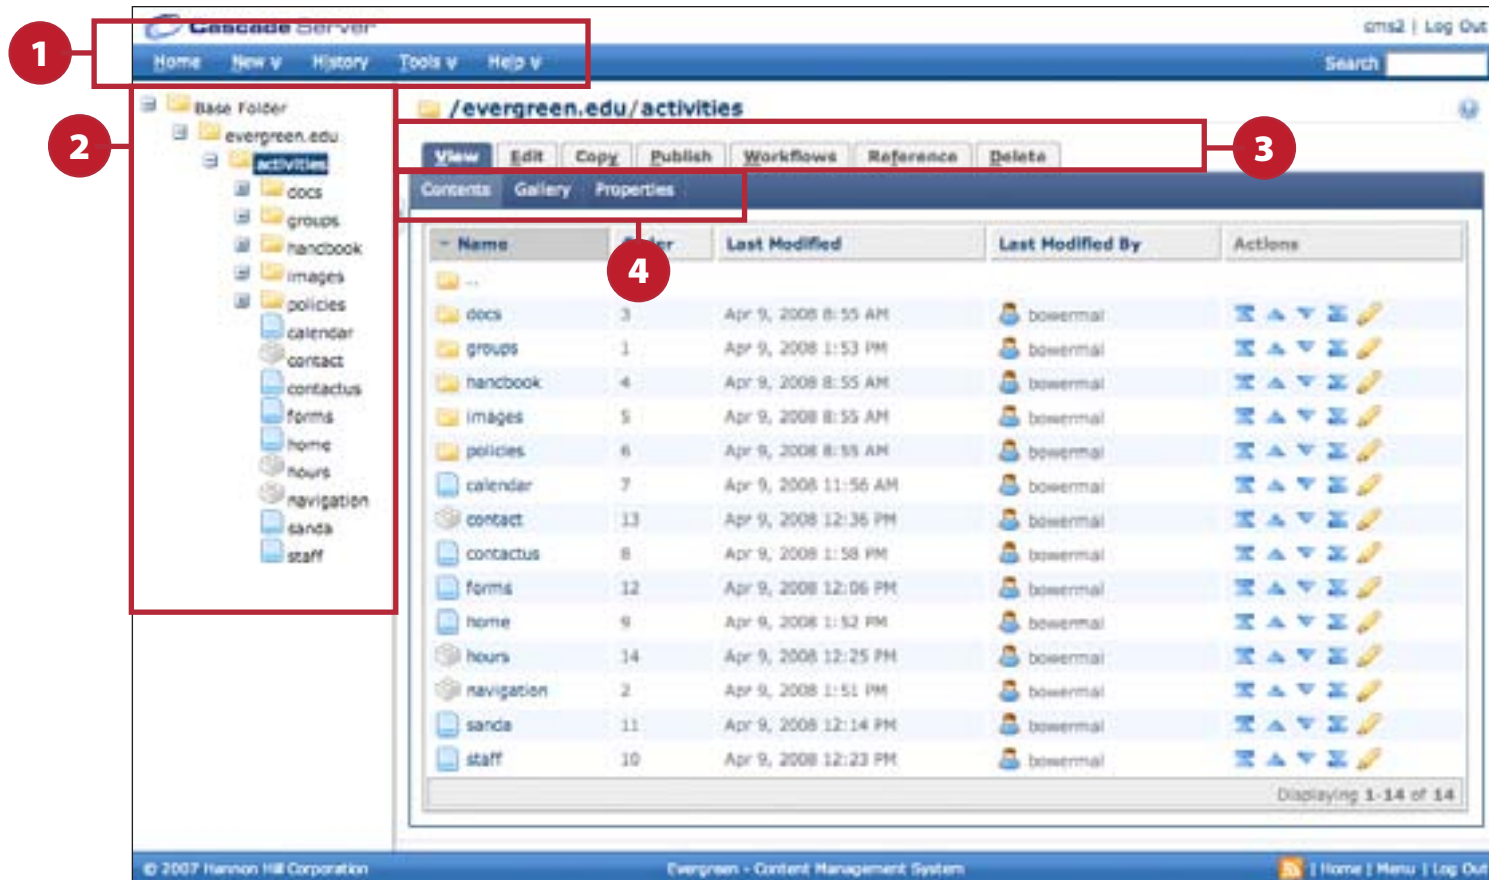 1
Cascade Server
cms2 | Log Out
Home New Ɐ History Tools Ɐ Help Ɐ Search
2
Base Folder
evergreen.edu
activities
docs
groups
handbook
images
policies
calendar
contact
contactus
forms
home
hours
navigation
sanda
staff
/evergreen.edu/activities
View Edit Copy Publish Workflows Reference Delete
3
Contents Gallery Properties
4
Name Last Modified Last Modified By Actions
..
docs 3 Apr 9, 2008 8:55 AM bowermal
groups 1 Apr 9, 2008 1:53 PM bowermal
handbook 4 Apr 9, 2008 8:55 AM bowermal
images 5 Apr 9, 2008 8:55 AM bowermal
policies 6 Apr 9, 2008 8:55 AM bowermal
calendar 7 Apr 9, 2008 11:56 AM bowermal
contact 13 Apr 9, 2008 12:36 PM bowermal
contactus 8 Apr 9, 2008 1:58 PM bowermal
forms 12 Apr 9, 2008 12:06 PM bowermal
home 9 Apr 9, 2008 1:52 PM bowermal
hours 14 Apr 9, 2008 12:25 PM bowermal
navigation 2 Apr 9, 2008 1:51 PM bowermal
sanda 11 Apr 9, 2008 12:14 PM bowermal
staff 10 Apr 9, 2008 12:23 PM bowermal
Displaying 1-14 of 14
© 2007 Hannon Hill Corporation
Evergreen - Content Management System
| Home | Menu | Log Out